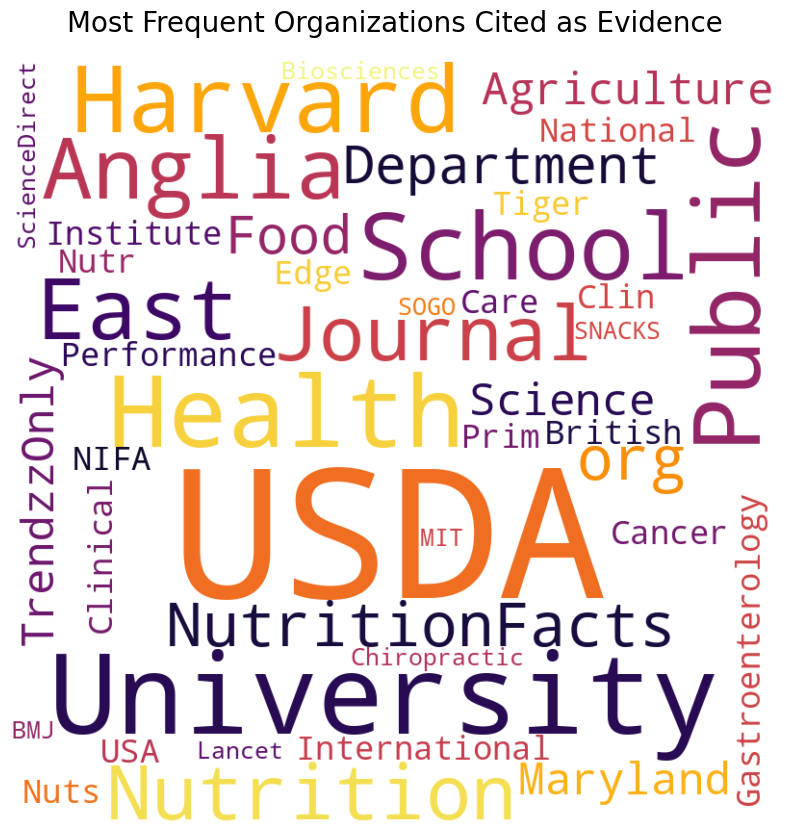 Most Frequent Organizations Cited as Evidence
Biosciences
ScienceDirect
Harvard
Agriculture
National
Anglia
Department
Public
Tiger
Institute
Food
School
Nutr
Edge
East
SOGO
Care
Clin
SNACKS
Journal
Performance
TrendzzOnly
Health
Science
Prim
British
org
NIFA
USDA
MIT
Clinical
Cancer
Gastroenterology
NutritionFacts
Chiropractic
University
BMJ
USA
Lancet
International
Nuts
Nutrition
Maryland